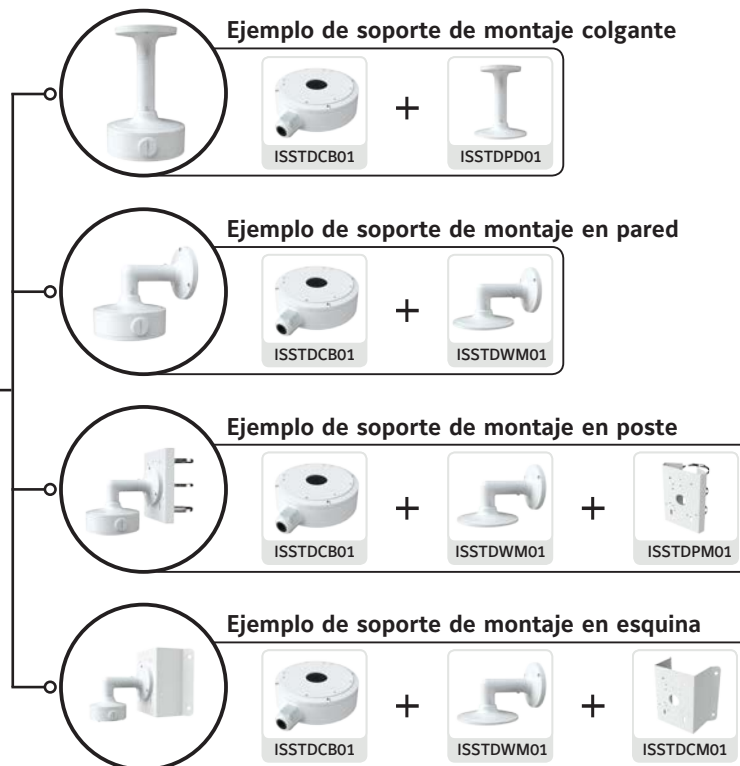 Ejemplo de soporte de montaje colgante
+
ISSTDCB01 ISSTDPD01
Ejemplo de soporte de montaje en pared
+
ISSTDCB01 ISSTDWM01
Ejemplo de soporte de montaje en poste
+ +
ISSTDCB01 ISSTDWM01 ISSTDPM01
Ejemplo de soporte de montaje en esquina
+ +
ISSTDCB01 ISSTDWM01 ISSTDCM01